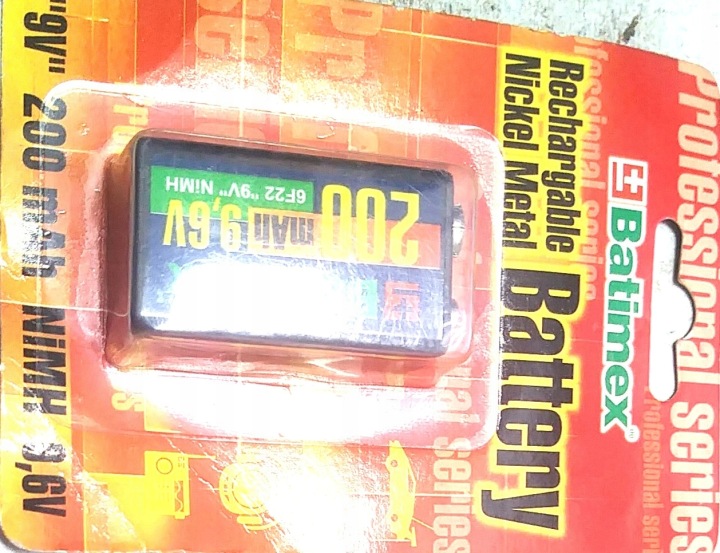 Professional series
Batimex
Rechargable
Nickel Metal
Battery
200
mAh 9,6V
6F22 "9V" NiMH
"9V" 200 mAh NiMH 9,6V
Professional series